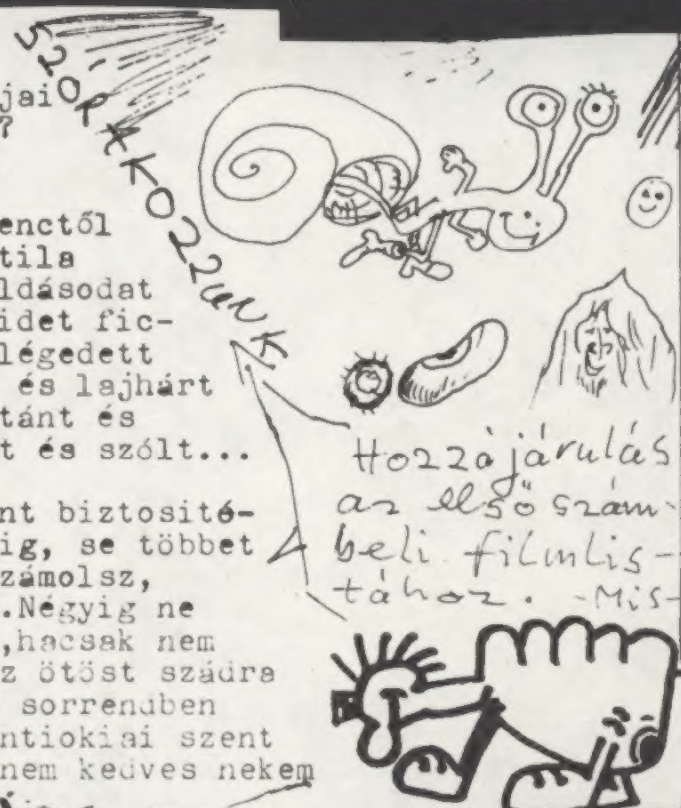 SZÓRAKOZZUNK
jai
?
enctől
tila
ldásodat
idet fic-
légedett
és lajhárt
tánt és
t és szólt...
nt biztosité-
ig, se többet
zámolsz,
.Négyig ne
,hacsak nem
z ötöst szádra
sorrendben
ntiokiai szent
nem kedves nekem
Hozzájárulás
az első szám-
beli filmlis-
tához. -Mis-